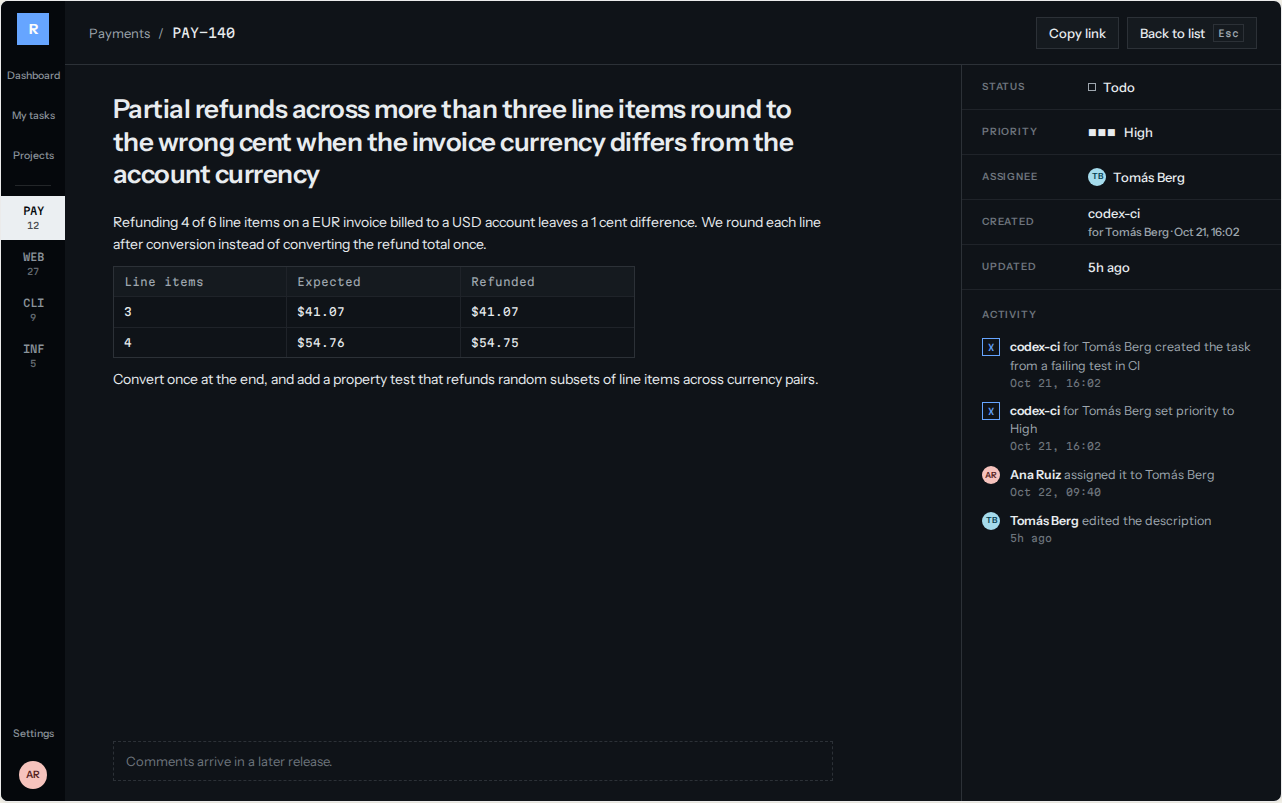 R
Dashboard
My tasks
Projects
PAY
12
WEB
27
CLI
9
INF
5
Settings
AR
Payments / PAY-140
Copy link
Back to list Esc
Partial refunds across more than three line items round to
the wrong cent when the invoice currency differs from the
account currency
Refunding 4 of 6 line items on a EUR invoice billed to a USD account leaves a 1 cent difference. We round each line
after conversion instead of converting the refund total once.
Line items Expected Refunded
3 $41.07 $41.07
4 $54.76 $54.75
Convert once at the end, and add a property test that refunds random subsets of line items across currency pairs.
Comments arrive in a later release.
STATUS Todo
PRIORITY High
ASSIGNEE TB Tomás Berg
CREATED codex-ci
for Tomás Berg · Oct 21, 16:02
UPDATED 5h ago
ACTIVITY
X codex-ci for Tomás Berg created the task
from a failing test in CI
Oct 21, 16:02
X codex-ci for Tomás Berg set priority to
High
Oct 21, 16:02
AR Ana Ruiz assigned it to Tomás Berg
Oct 22, 09:40
TB Tomás Berg edited the description
5h ago